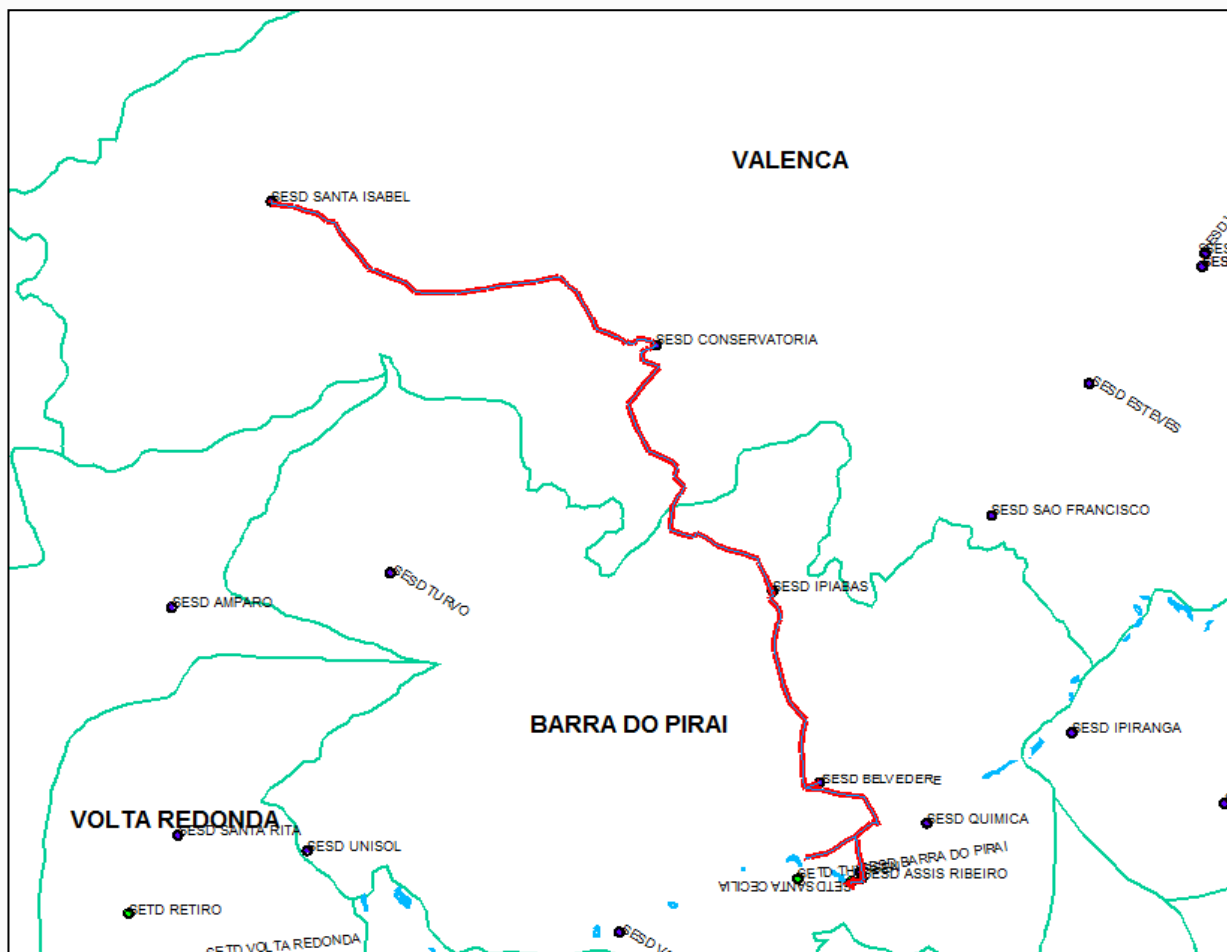 VALENCA
SESD SANTA ISABEL
SESD CONSERVATORIA
SESD ESTEVES
SESD SAO FRANCISCO
SESD TURVO
SESD IPIABAS
SESD AMPARO
BARRA DO PIRAI
SESD IPIRANGA
SESD BELVEDERE
VOLTA REDONDA
SESD SANTA RITA
SESD QUIMICA
SESD UNISOL
BARRA DO PIRAI
SESD ASSIS RIBEIRO
SETD SANTA CECILIA
SETD RETIRO
SETD VOLTA REDONDA